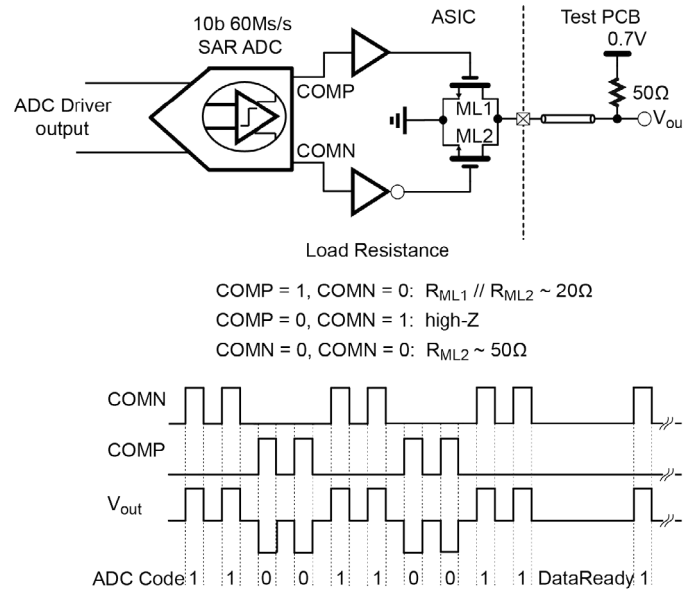 10b 60Ms/s
SAR ADC
ASIC
Test PCB
0.7V
COMP
ML1
50Ω
ADC Driver
output
ML2
Vou
COMN
Load Resistance
COMP = 1, COMN = 0: RML1 // RML2 ~ 20Ω
COMP = 0, COMN = 1: high-Z
COMN = 0, COMN = 0: RML2 ~ 50Ω
COMN
COMP
Vout
ADC Code 1 1 0 0 1 1 0 0 1 1 DataReady 1